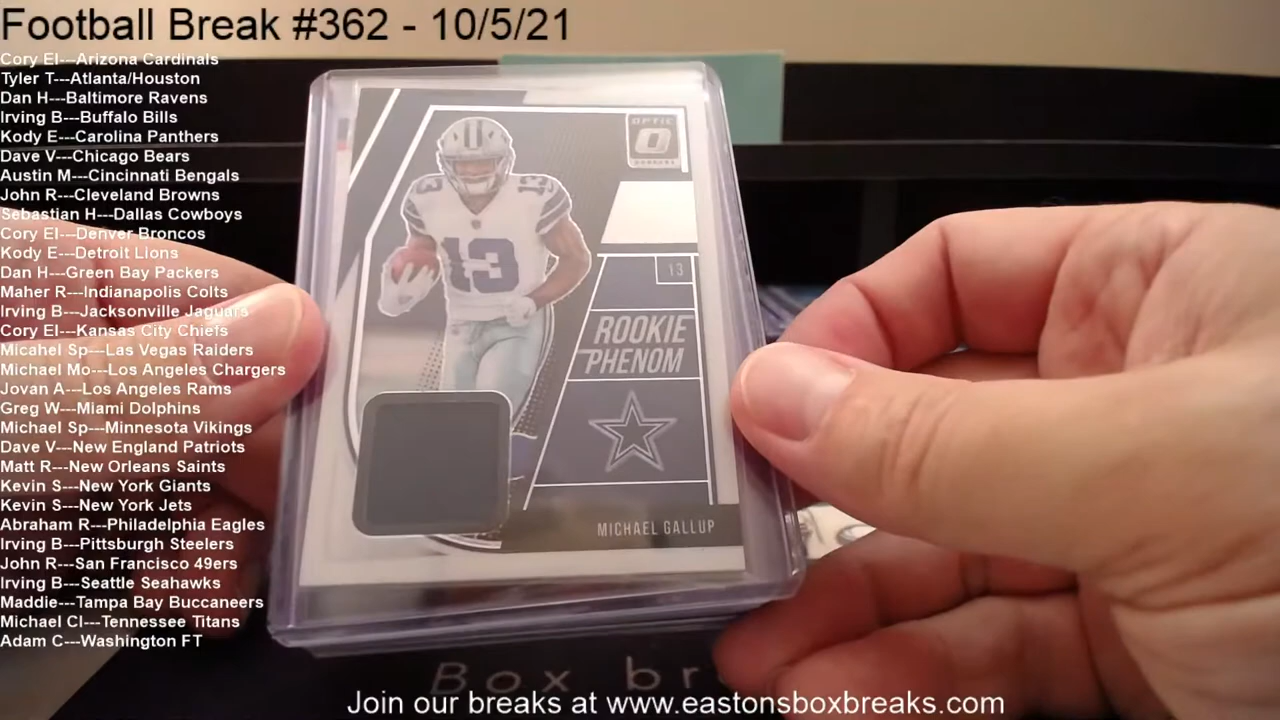 Football Break #362 - 10/5/21
Cory El---Arizona Cardinals
Tyler T---Atlanta/Houston
Dan H---Baltimore Ravens
Irving B---Buffalo Bills
Kody E---Carolina Panthers
Dave V---Chicago Bears
Austin M---Cincinnati Bengals
John R---Cleveland Browns
Sebastian H---Dallas Cowboys
Cory El---Denver Broncos
Kody E---Detroit Lions
Dan H---Green Bay Packers
Maher R---Indianapolis Colts
Irving B---Jacksonville Jaguars
Cory El---Kansas City Chiefs
Micahel Sp---Las Vegas Raiders
Michael Mo---Los Angeles Chargers
Jovan A---Los Angeles Rams
Greg W---Miami Dolphins
Michael Sp---Minnesota Vikings
Dave V---New England Patriots
Matt R---New Orleans Saints
Kevin S---New York Giants
Kevin S---New York Jets
Abraham R---Philadelphia Eagles
Irving B---Pittsburgh Steelers
John R---San Francisco 49ers
Irving B---Seattle Seahawks
Maddie---Tampa Bay Buccaneers
Michael Cl---Tennessee Titans
Adam C---Washington FT
OPTIC
13
13
13
13
ROOKIE
PHENOM
MICHAEL GALLUP
Box br
Join our breaks at www.eastonsboxbreaks.com